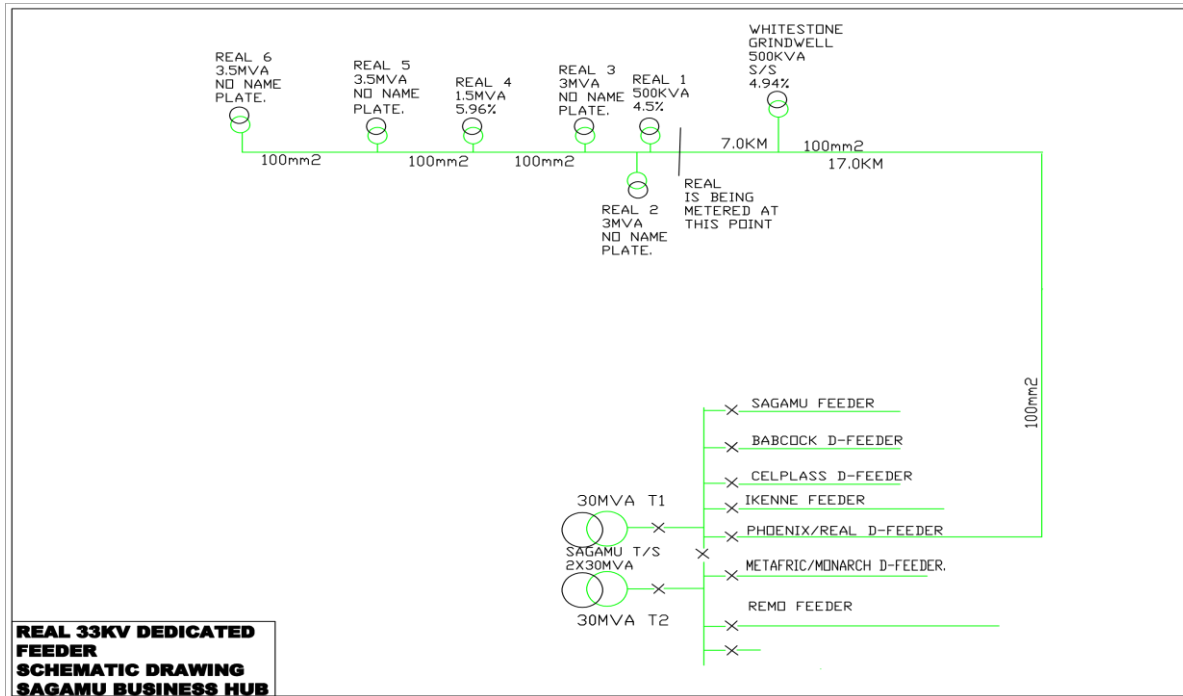 REAL 6
3.5MVA
NO NAME
PLATE.
REAL 5
3.5MVA
NO NAME
PLATE.
REAL 4
1.5MVA
5.96%
REAL 3
3MVA
NO NAME
PLATE.
REAL 1
500KVA
4.5%
WHITESTONE
GRINDWELL
500KVA
S/S
4.94%
100mm2
100mm2
100mm2
7.0KM
100mm2
17.0KM
REAL
IS BEING
METERED AT
THIS POINT
REAL 2
3MVA
NO NAME
PLATE.
100mm2
SAGAMU FEEDER
BABCOCK D-FEEDER
CELPLASS D-FEEDER
IKENNE FEEDER
PHOENIX/REAL D-FEEDER
METAFRIC/MONARCH D-FEEDER.
REMO FEEDER
30MVA T1
SAGAMU T/S
2X30MVA
30MVA T2
REAL 33KV DEDICATED
FEEDER
SCHEMATIC DRAWING
SAGAMU BUSINESS HUB